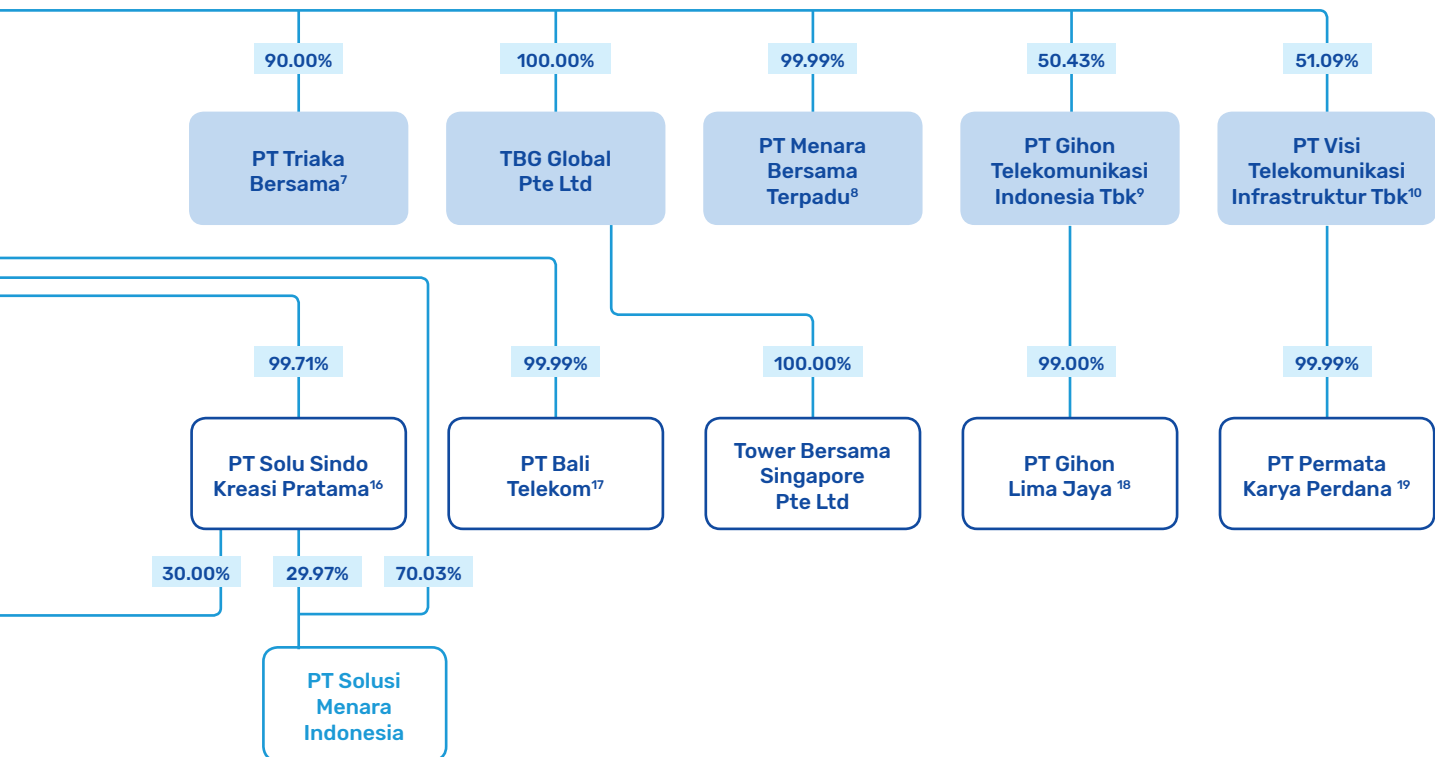 90.00%
100.00%
99.99%
50.43%
51.09%
PT Triaka
Bersama⁷
TBG Global
Pte Ltd
PT Menara
Bersama
Terpadu⁸
PT Gihon
Telekomunikasi
Indonesia Tbk⁹
PT Visi
Telekomunikasi
Infrastruktur Tbk¹⁰
99.71%
99.99%
100.00%
99.00%
99.99%
PT Solu Sindo
Kreasi Pratama¹⁶
PT Bali
Telekom¹⁷
Tower Bersama
Singapore
Pte Ltd
PT Gihon
Lima Jaya ¹⁸
PT Permata
Karya Perdana ¹⁹
30.00%
29.97%
70.03%
PT Solusi
Menara
Indonesia